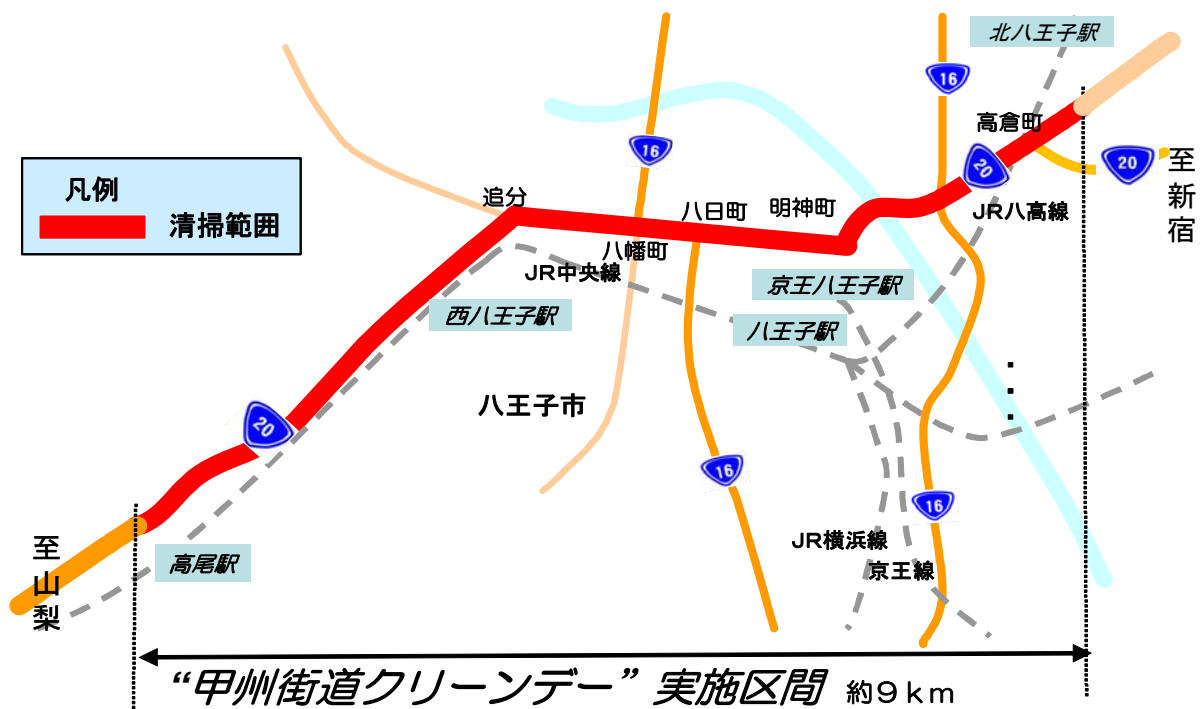 北八王子駅
16
16
高倉町
20
20
至新宿
凡例
清掃範囲
追分
八日町
明神町
JR八高線
八幡町
JR中央線
京王八王子駅
西八王子駅
八王子駅
八王子市
20
16
16
至山梨
高尾駅
JR横浜線
京王線
“甲州街道クリーンデー”実施区間 約9km